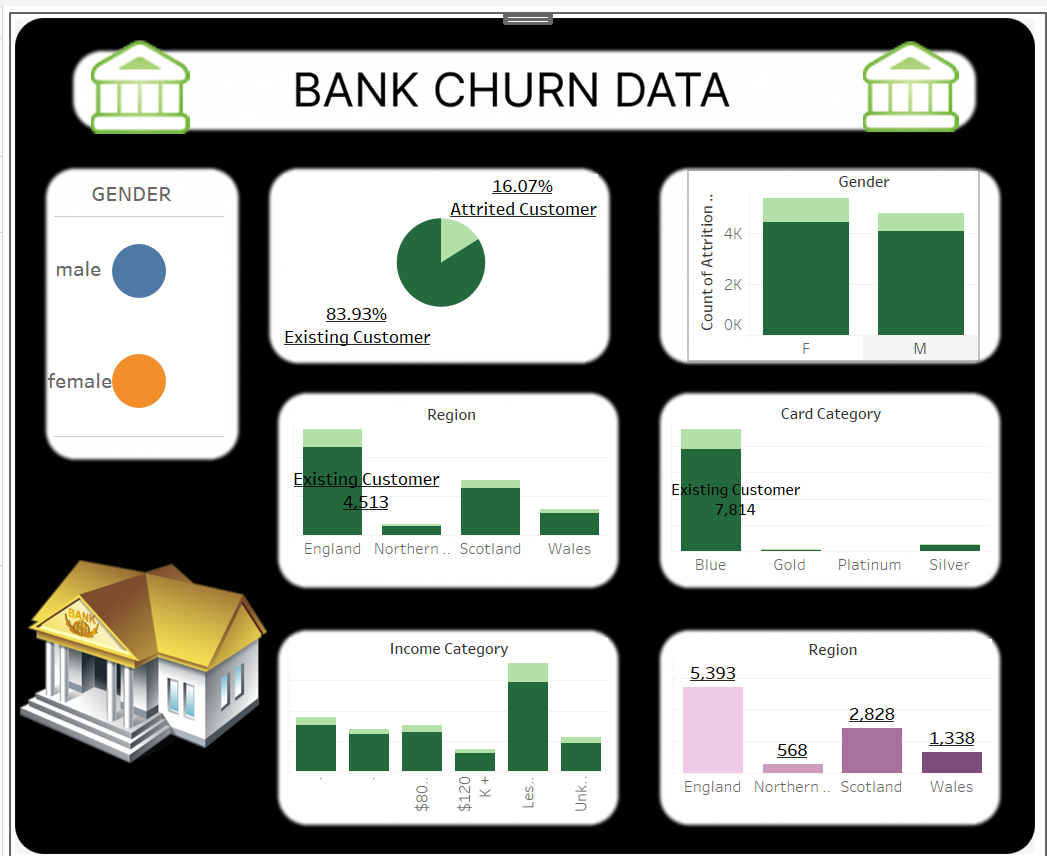 BANK CHURN DATA
GENDER
male
female
16.07%
Attrited Customer
83.93%
Existing Customer
Gender
Count of Attrition ..
4K
2K
0K
F
M
Region
Existing Customer
4,513
England
Northern ..
Scotland
Wales
Card Category
Existing Customer
7,814
Blue
Gold
Platinum
Silver
BANK
Income Category
.
.
$80..
$120
K +
Les..
Unk..
Region
5,393
568
2,828
1,338
England
Northern ..
Scotland
Wales